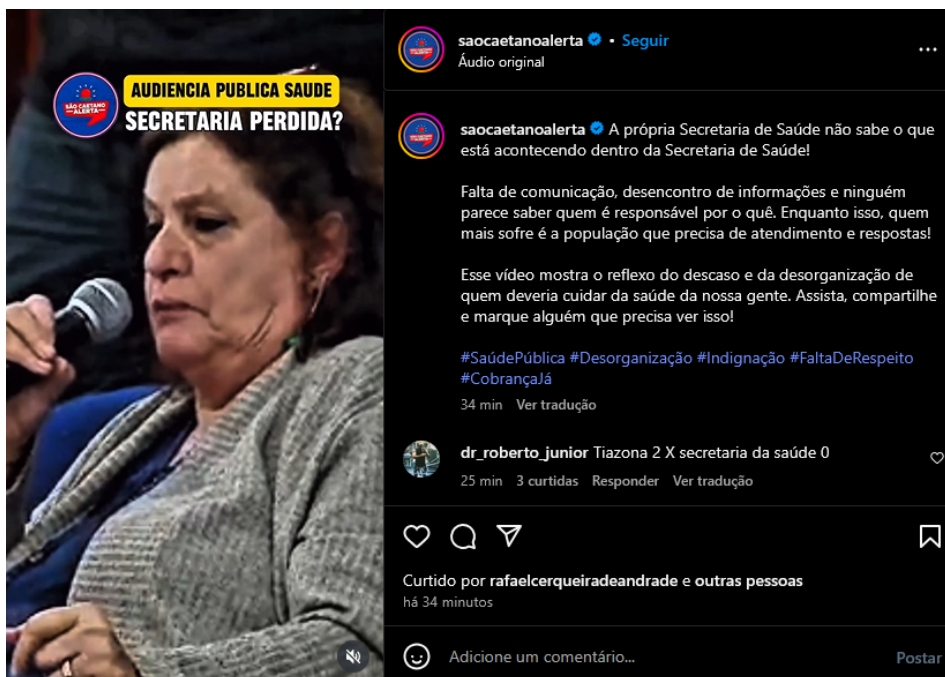 AUDIENCIA PUBLICA SAUDE
SÃO CAETANO
ALERTA
SECRETARIA PERDIDA?
saocaetanoalerta • Seguir
Áudio original
saocaetanoalerta A própria Secretaria de Saúde não sabe o que
está acontecendo dentro da Secretaria de Saúde!
Falta de comunicação, desencontro de informações e ninguém
parece saber quem é responsável por o quê. Enquanto isso, quem
mais sofre é a população que precisa de atendimento e respostas!
Esse vídeo mostra o reflexo do descaso e da desorganização de
quem deveria cuidar da saúde da nossa gente. Assista, compartilhe
e marque alguém que precisa ver isso!
#SaúdePública #Desorganização #Indignação #FaltaDeRespeito
#CobrançaJá
34 min Ver tradução
dr_roberto_junior Tiazona 2 X secretaria da saúde 0
25 min 3 curtidas Responder Ver tradução
Curtido por rafaelcerqueiradeandrade e outras pessoas
há 34 minutos
Adicione um comentário...
Postar